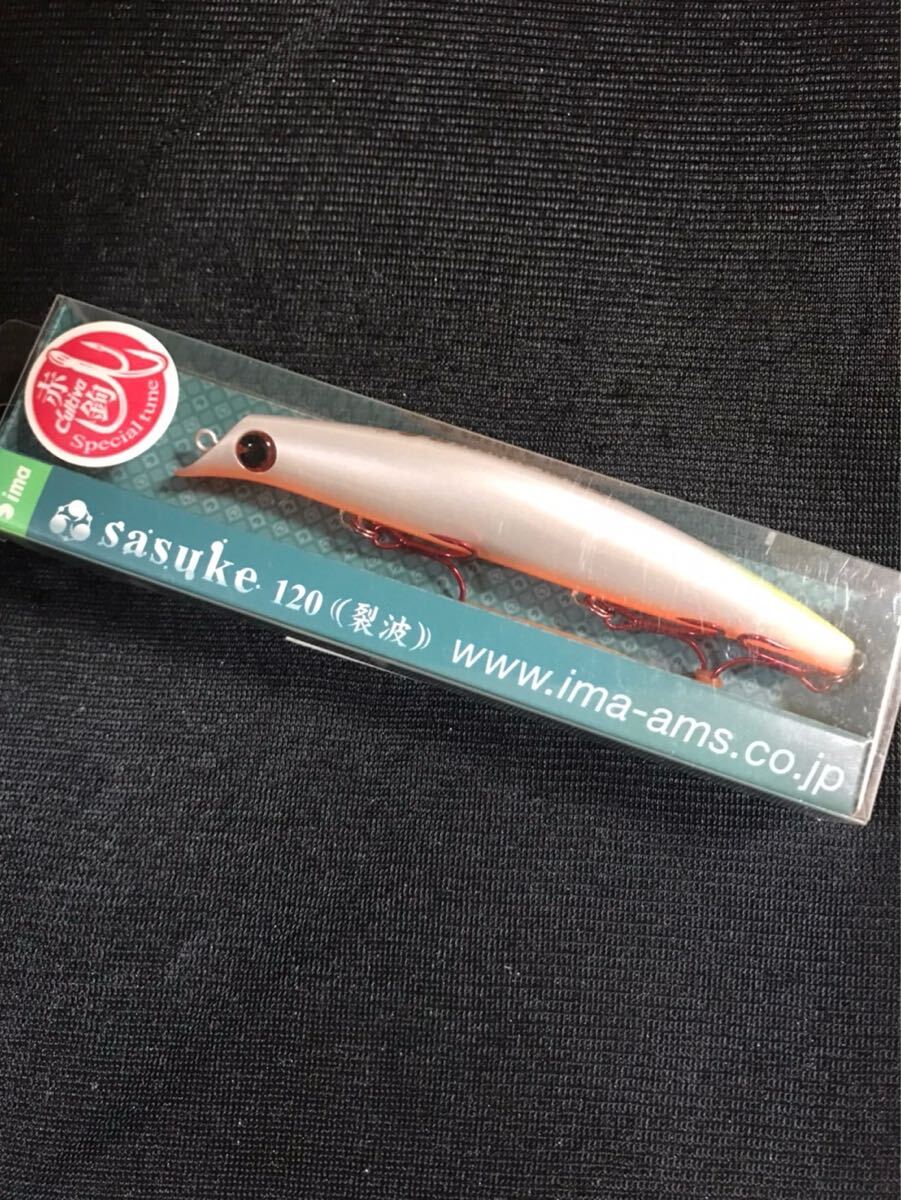 赤鈎
Cultiva
Special tune
ima
sasuke 120 ((裂波))
www.ima-ams.co.jp